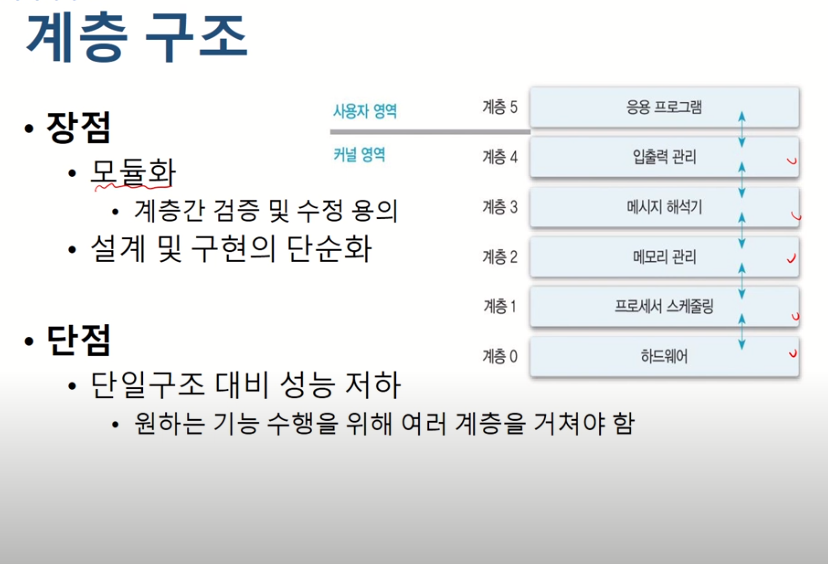 계층 구조
• 장점
• 모듈화
• 계층간 검증 및 수정 용의
• 설계 및 구현의 단순화
• 단점
• 단일구조 대비 성능 저하
• 원하는 기능 수행을 위해 여러 계층을 거쳐야 함
사용자 영역
커널 영역
계층 5 응용 프로그램
계층 4 입출력 관리
계층 3 메시지 해석기
계층 2 메모리 관리
계층 1 프로세서 스케줄링
계층 0 하드웨어